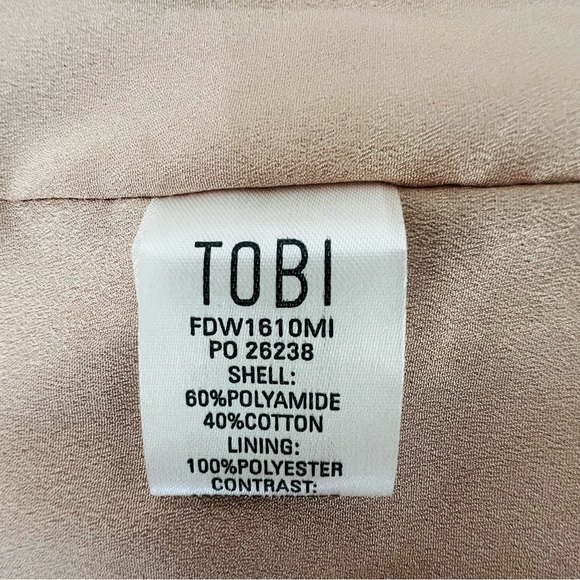 TOBI
FDW1610MI
PO 26238
SHELL:
60%POLYAMIDE
40%COTTON
LINING:
100%POLYESTER
CONTRAST: